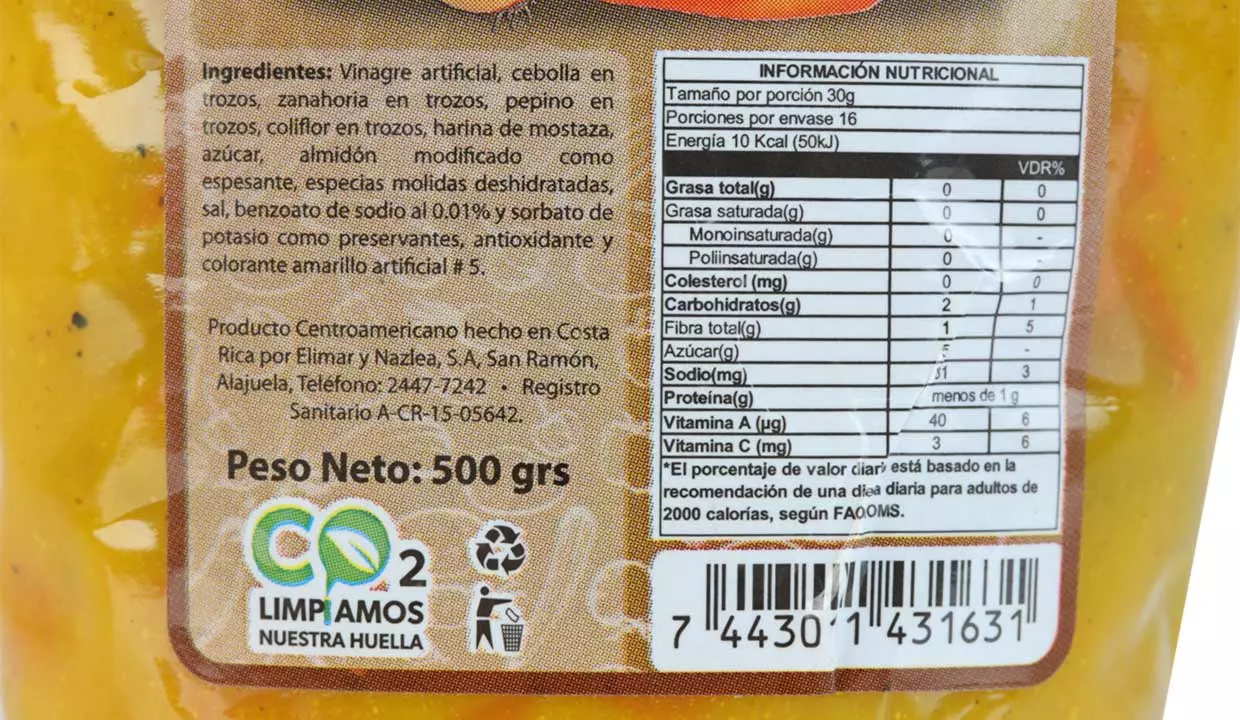 Ingredientes: Vinagre artificial, cebolla en
trozos, zanahoria en trozos, pepino en
trozos, coliflor en trozos, harina de mostaza,
azúcar, almidón modificado como
espesante, especias molidas deshidratadas,
sal, benzoato de sodio al 0.01% y sorbato de
potasio como preservantes, antioxidante y
colorante amarillo artificial # 5.
Producto Centroamericano hecho en Costa
Rica por Elimar y Nazlea, S.A, San Ramón,
Alajuela, Teléfono: 2447-7242 • Registro
Sanitario A-CR-15-05642.
Peso Neto: 500 grs
CO2
LIMPIAMOS
NUESTRA HUELLA
INFORMACIÓN NUTRICIONAL
Tamaño por porción 30g
Porciones por envase 16
Energía 10 Kcal (50kJ)
VDR%
Grasa total(g) 0 0
Grasa saturada(g) 0 0
Monoinsaturada(g) 0 -
Poliinsaturada(g) 0 -
Colesterol (mg) 0 0
Carbohidratos(g) 2 1
Fibra total(g) 1 5
Azúcar(g) -
Sodio(mg) 3
Proteína(g) menos de 1 g
Vitamina A (µg) 40 6
Vitamina C (mg) 3 6
*El porcentaje de valor diari está basado en la
recomendación de una dieta diaria para adultos de
2000 calorías, según FAO.OMS.
7 443011 431631